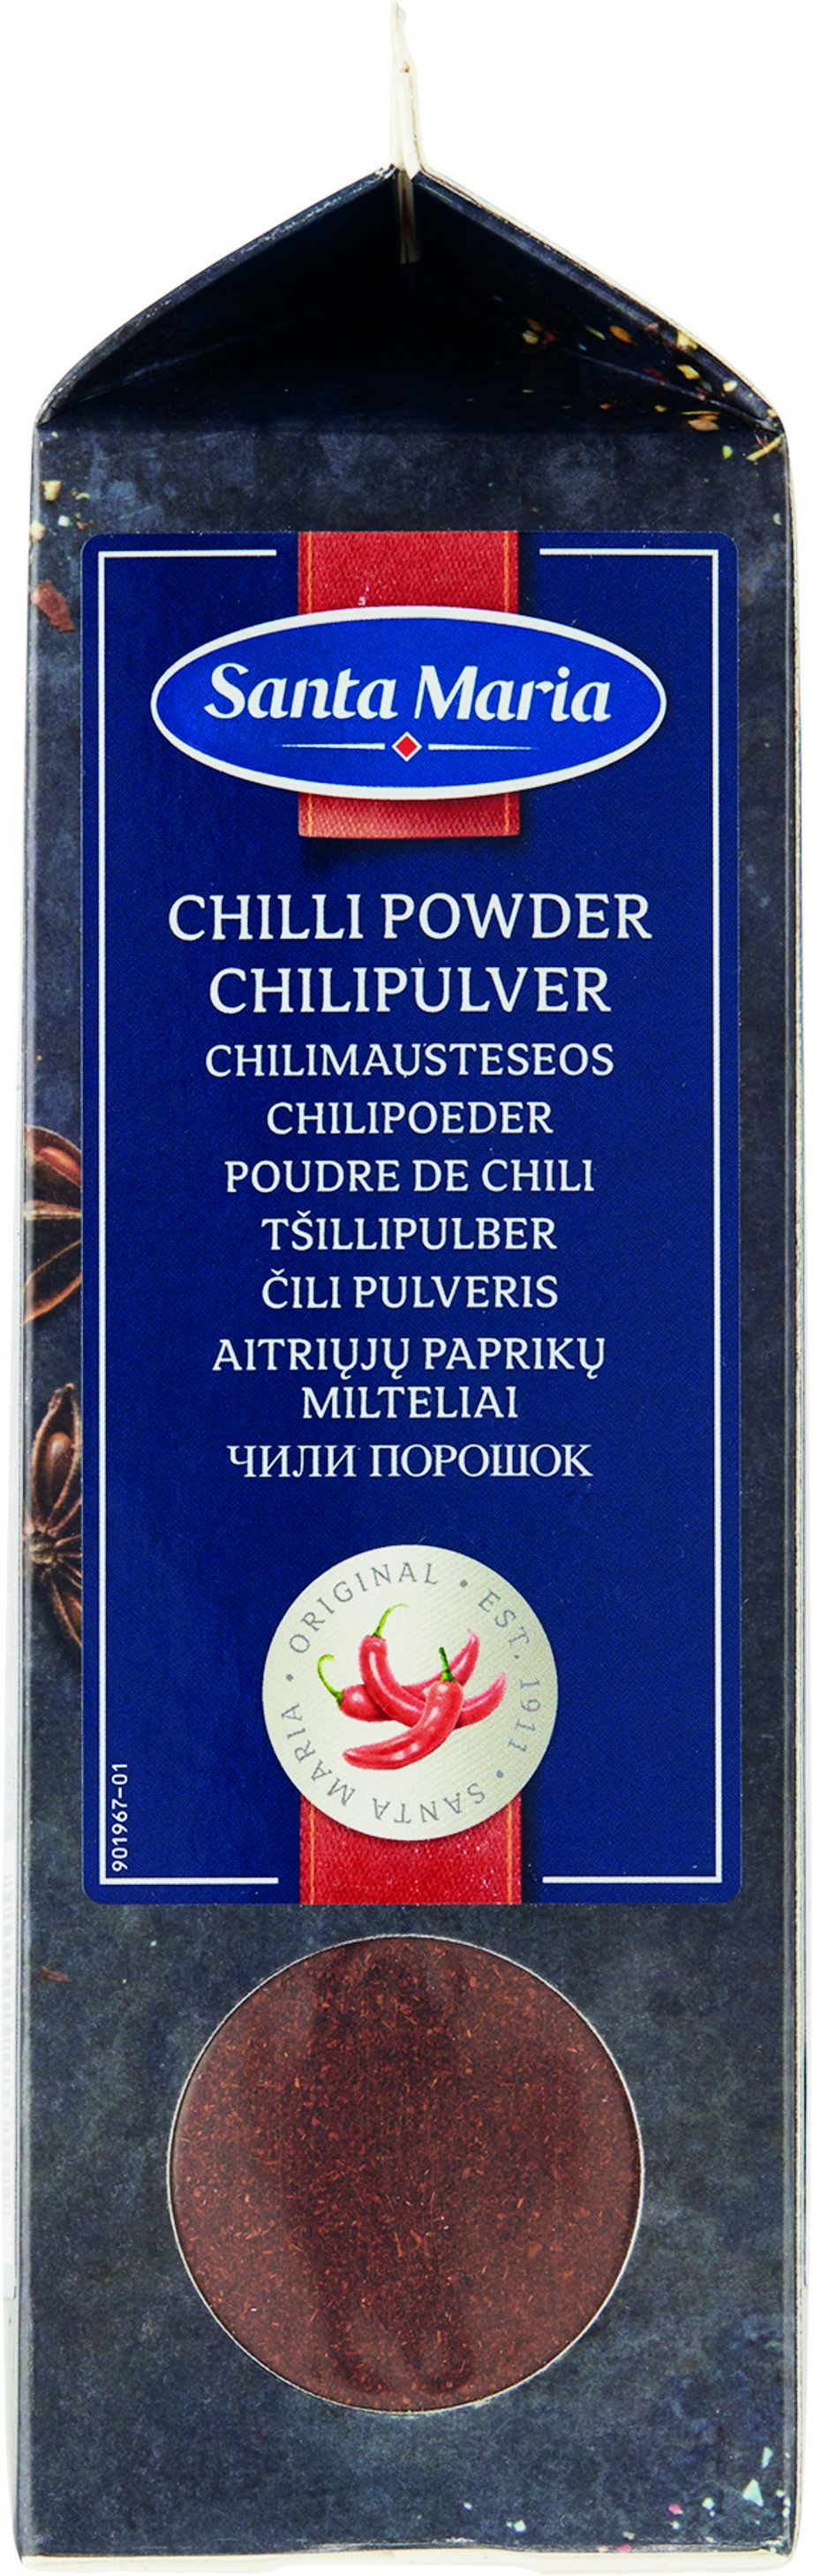 Santa Maria
CHILLI POWDER
CHILIPULVER
CHILIMAUSTESEOS
CHILIPOEDER
POUDRE DE CHILI
TŠILLIPULBER
ČILI PULVERIS
AITRIŲJŲ PAPRIKŲ
MILTELIAI
ЧИЛИ ПОРОШОК
ORIGINAL • EST. 1911 • SANTA MARIA •
901967-01